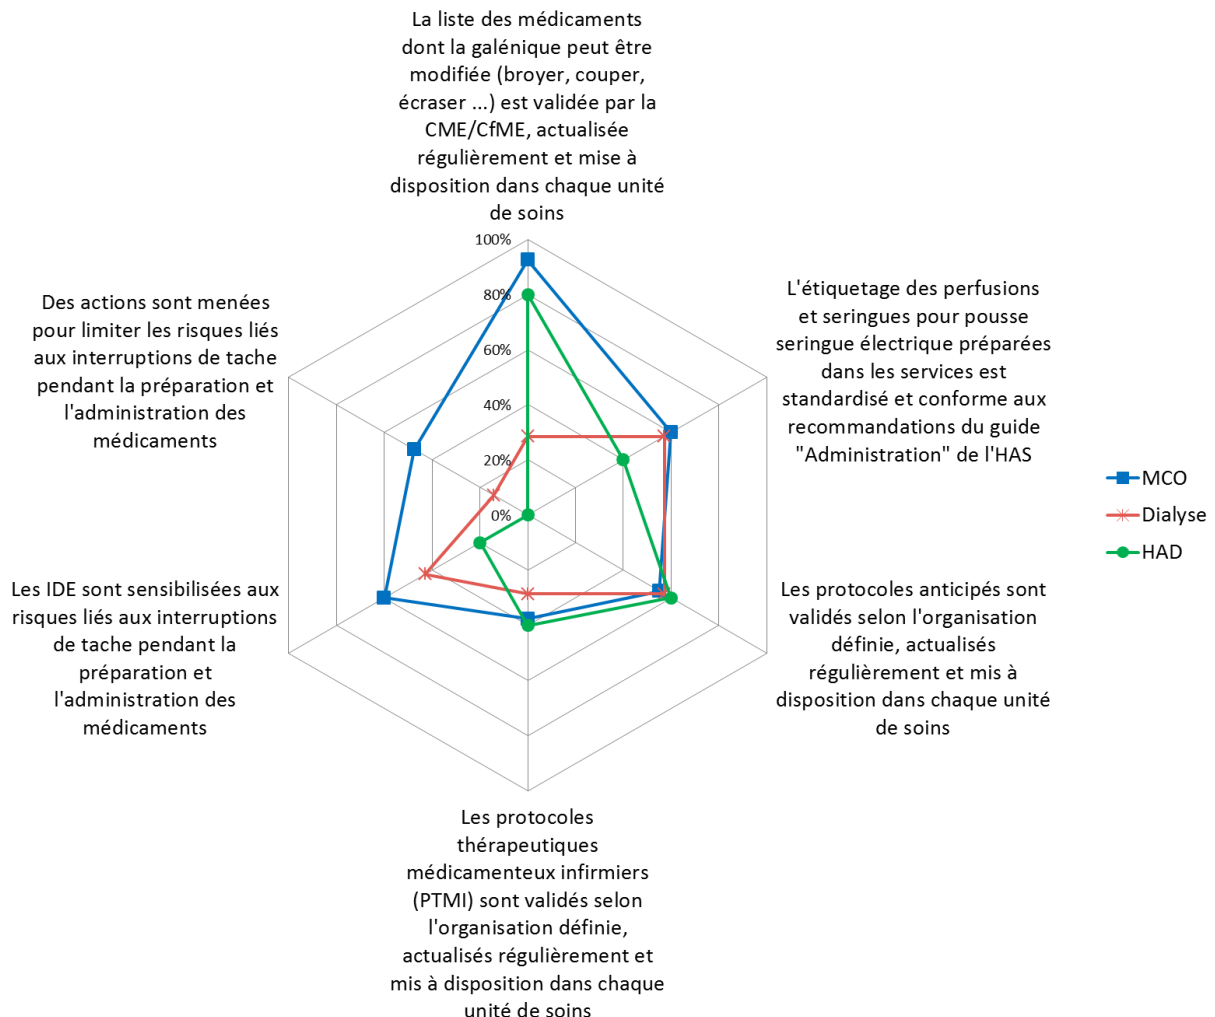 La liste des médicaments
dont la galénique peut être
modifiée (broyer, couper,
écraser ...) est validée par la
CME/CfME, actualisée
régulièrement et mise à
disposition dans chaque unité
de soins
100%
80%
60%
40%
20%
0%
L'étiquetage des perfusions
et seringues pour pousse
seringue électrique préparées
dans les services est
standardisé et conforme aux
recommandations du guide
"Administration" de l'HAS
Les protocoles anticipés sont
validés selon l'organisation
définie, actualisés
régulièrement et mis à
disposition dans chaque unité
de soins
Les protocoles
thérapeutiques
médicamenteux infirmiers
(PTMI) sont validés selon
l'organisation définie,
actualisés régulièrement et
mis à disposition dans chaque
unité de soins
Les IDE sont sensibilisées aux
risques liés aux interruptions
de tache pendant la
préparation et
l'administration des
médicaments
Des actions sont menées
pour limiter les risques liés
aux interruptions de tache
pendant la préparation et
l'administration des
médicaments
MCO
Dialyse
HAD